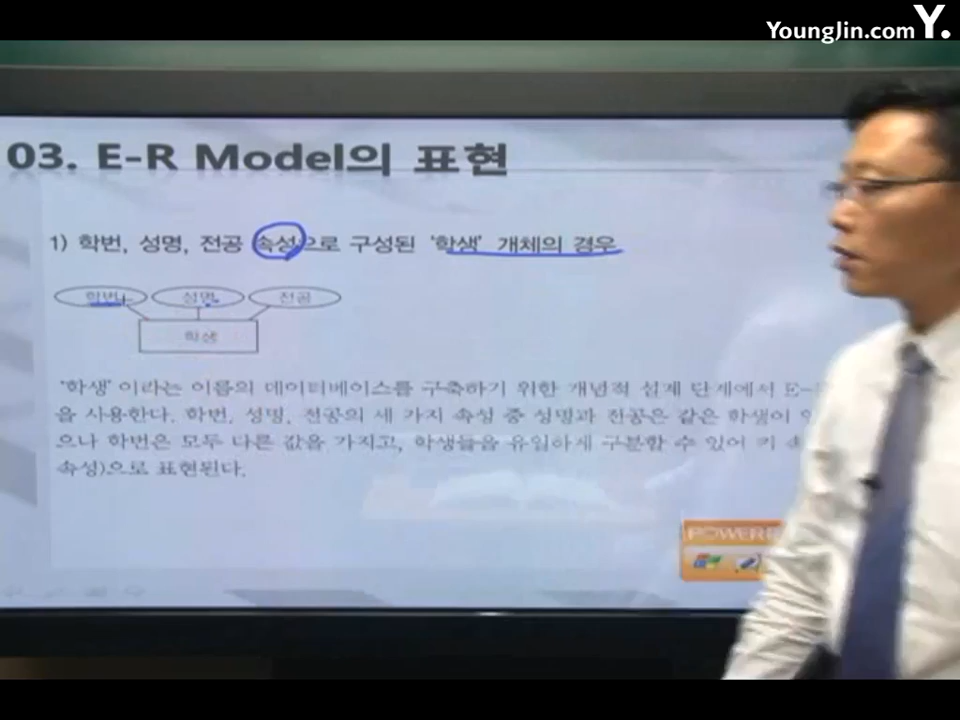 YoungJin.com Y.
03. E-R Model의 표현
1) 학번, 성명, 전공 속성으로 구성된 '학생' 개체의 경우
학번 성명 전공
학생
'학생'이라는 이름의 데이터베이스를 구축하기 위한 개념적 설계 단계에서 E-
을 사용한다. 학번, 성명, 전공의 세 가지 속성 중 성명과 전공은 같은 학생이
으나 학번은 모두 다른 값을 가지고, 학생들을 유일하게 구분할 수 있어 키
속성)으로 표현된다.